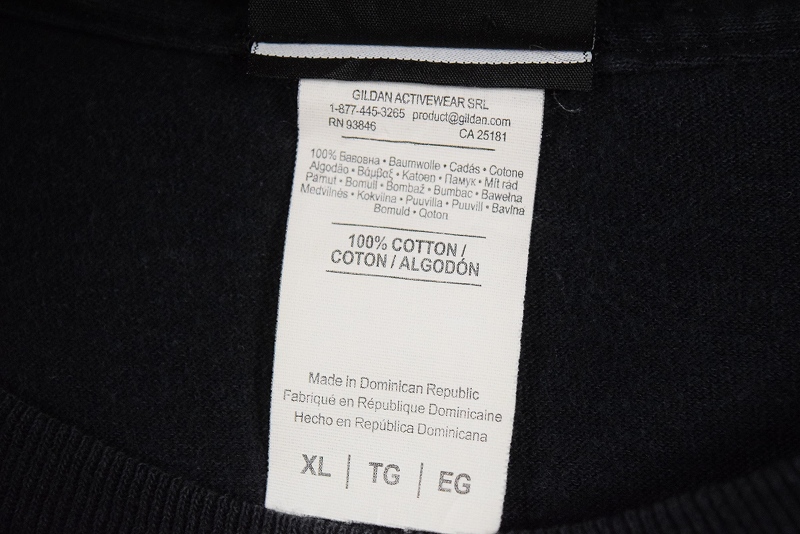 GILDAN ACTIVEWEAR SRL
1-877-445-3265 product@gildan.com
RN 93846 CA 25181
100% Бавовна • Baumwolle • Cadás • Cotone
Algodão • Βάμβαξ • Katoen • Памук • Mit rad
Pamut • Bomull • Bombaž • Bumbac • Bawełna
Medvilnės • Kokvilna • Puuvilla • Puuvill • Bavlna
Bomuld • Qoton
100% COTTON /
COTON / ALGODÓN
Made in Dominican Republic
Fabriqué en République Dominicaine
Hecho en República Dominicana
XL | TG | EG